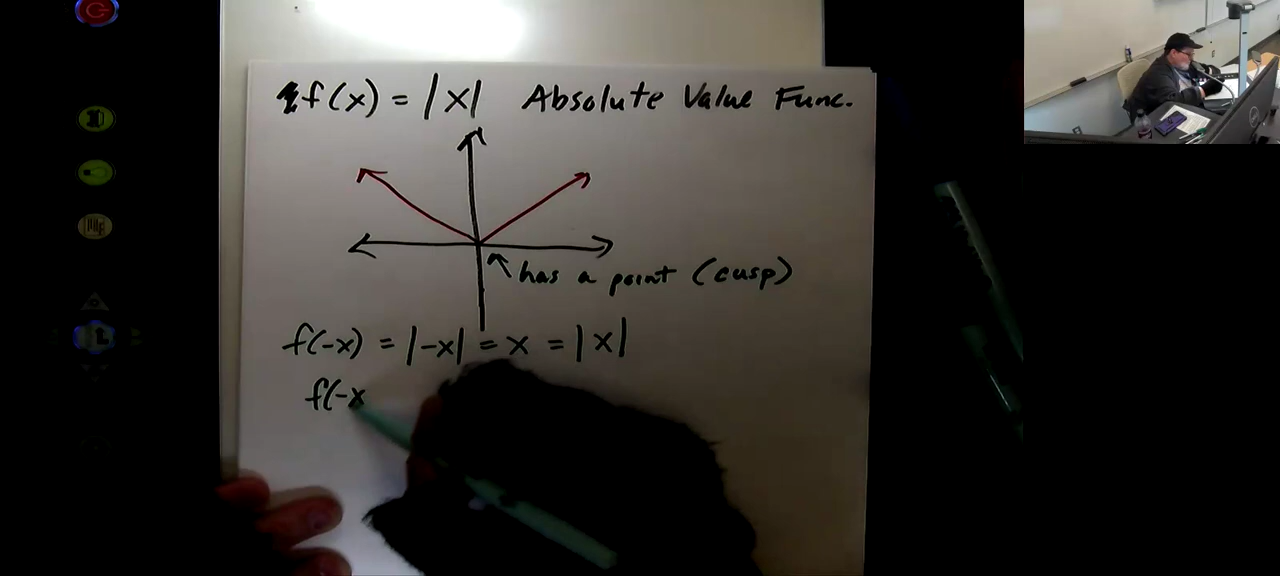 f(x) = |x| Absolute Value Func.
has a point (cusp)
f(-x) = |-x| = x = |x|
f(-x